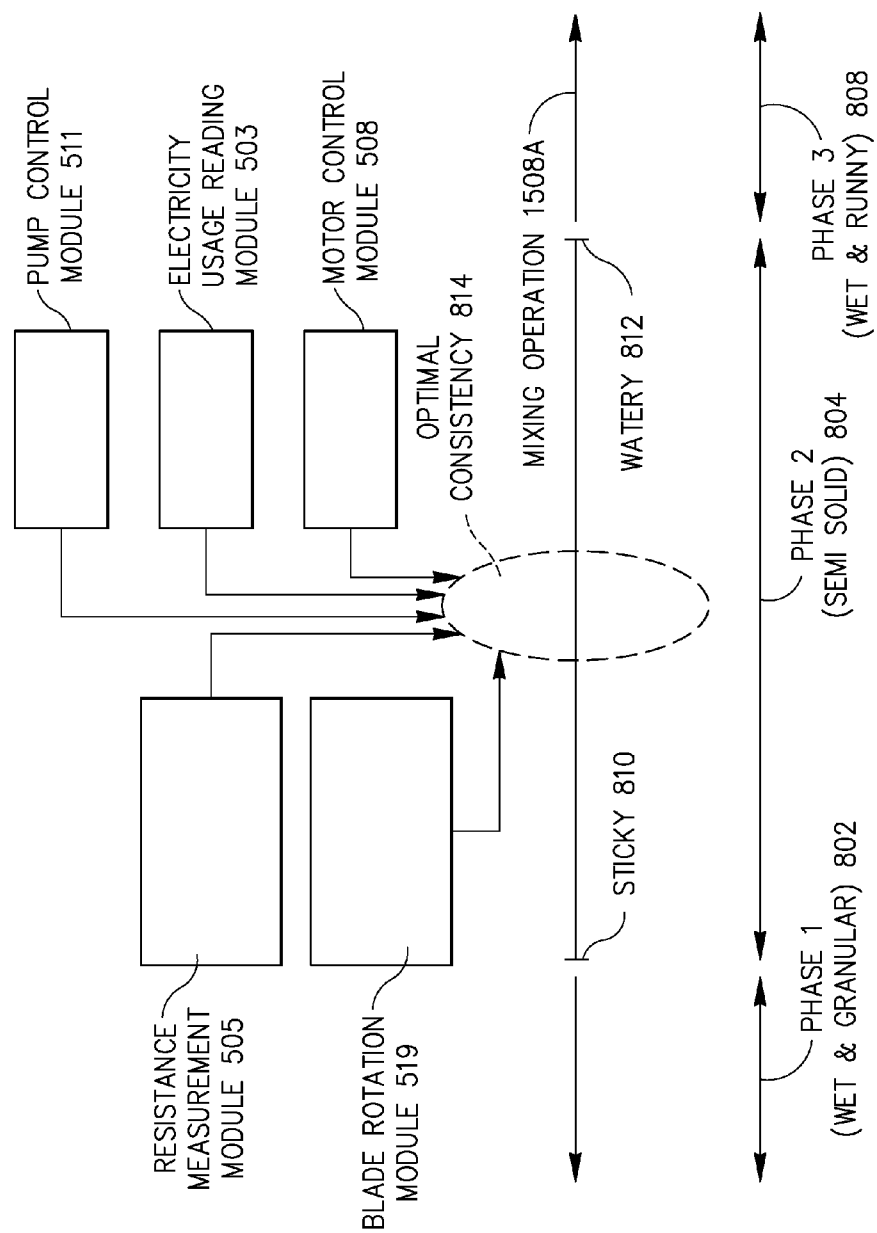 PUMP CONTROL
MODULE 511
ELECTRICITY
USAGE READING
MODULE 503
MOTOR CONTROL
MODULE 508
RESISTANCE
MEASUREMENT
MODULE 505
BLADE ROTATION
MODULE 519
OPTIMAL
CONSISTENCY 814
MIXING OPERATION 1508A
STICKY 810
WATERY 812
PHASE 1
(WET & GRANULAR) 802
PHASE 2
(SEMI SOLID) 804
PHASE 3
(WET & RUNNY) 808